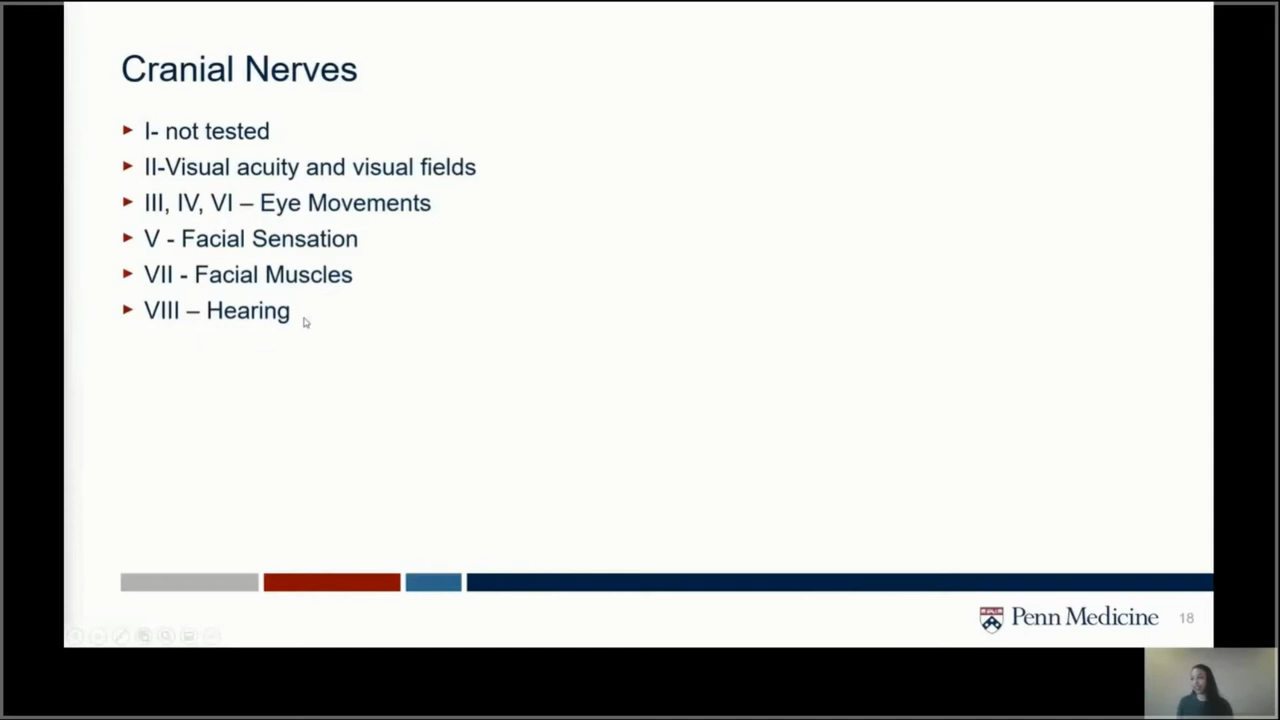 Cranial Nerves
I- not tested
II-Visual acuity and visual fields
III, IV, VI – Eye Movements
V - Facial Sensation
VII - Facial Muscles
VIII – Hearing
Penn Medicine
18